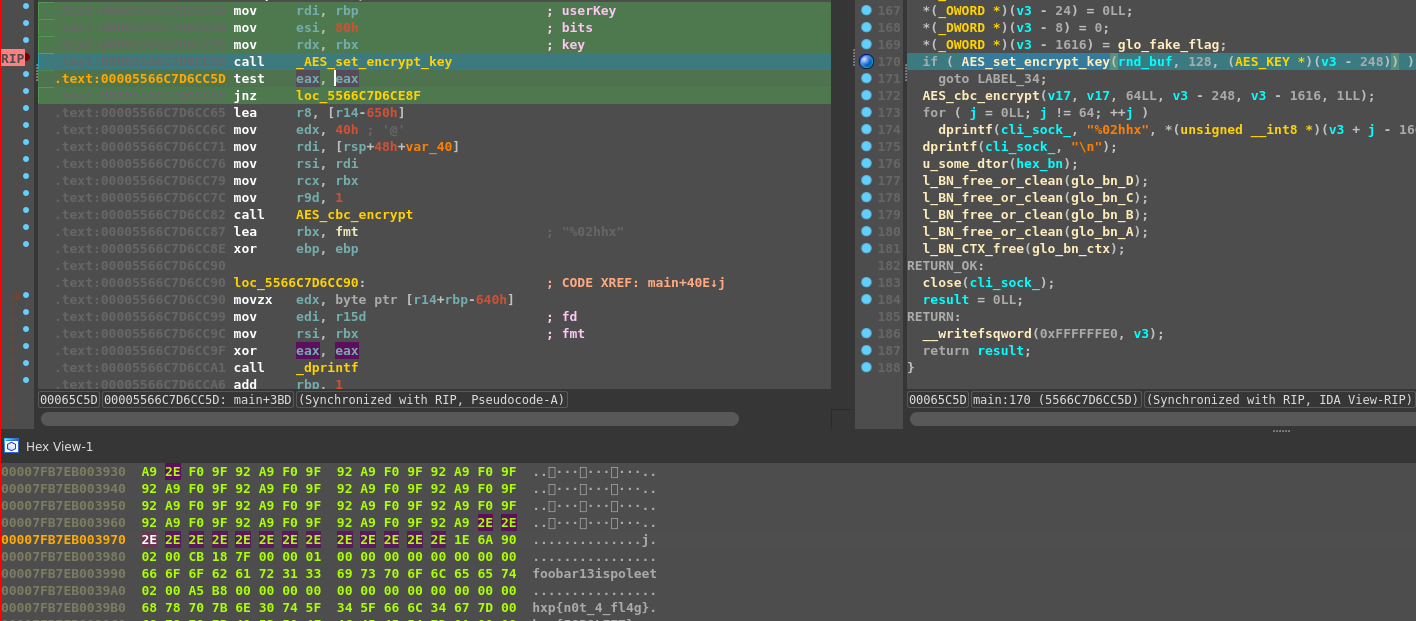 mov rdi, rbp ; userKey
mov esi, 80h ; bits
mov rdx, rbx ; key
RIP call _AES_set_encrypt_key
.text:00005566C7D6CC5D test eax, eax
jnz loc_5566C7D6CE8F
.text:00005566C7D6CC65 lea r8, [r14-650h]
.text:00005566C7D6CC6C mov edx, 40h ; '@'
.text:00005566C7D6CC71 mov rdi, [rsp+48h+var_40]
.text:00005566C7D6CC76 mov rsi, rdi
.text:00005566C7D6CC79 mov rcx, rbx
.text:00005566C7D6CC7C mov r9d, 1
.text:00005566C7D6CC82 call AES_cbc_encrypt
.text:00005566C7D6CC87 lea rbx, fmt ; "%02hhx"
.text:00005566C7D6CC8E xor ebp, ebp
.text:00005566C7D6CC90
.text:00005566C7D6CC90 loc_5566C7D6CC90: ; CODE XREF: main+40E↓j
.text:00005566C7D6CC90 movzx edx, byte ptr [r14+rbp-640h]
.text:00005566C7D6CC99 mov edi, r15d ; fd
.text:00005566C7D6CC9C mov rsi, rbx ; fmt
.text:00005566C7D6CC9F xor eax, eax
.text:00005566C7D6CCA1 call _dprintf
.text:00005566C7D6CCA6 add rbp, 1
00065C5D 00005566C7D6CC5D: main+3BD (Synchronized with RIP, Pseudocode-A)
167 *(_OWORD *)(v3 - 24) = 0LL;
168 *(_DWORD *)(v3 - 8) = 0;
169 *(_OWORD *)(v3 - 1616) = glo_fake_flag;
170 if ( AES_set_encrypt_key(rnd_buf, 128, (AES_KEY *)(v3 - 248)) )
171 goto LABEL_34;
172 AES_cbc_encrypt(v17, v17, 64LL, v3 - 248, v3 - 1616, 1LL);
173 for ( j = 0LL; j != 64; ++j )
174 dprintf(cli_sock_, "%02hhx", *(unsigned __int8 *)(v3 + j - 16
175 dprintf(cli_sock_, "\n");
176 u_some_dtor(hex_bn);
177 l_BN_free_or_clean(glo_bn_D);
178 l_BN_free_or_clean(glo_bn_C);
179 l_BN_free_or_clean(glo_bn_B);
180 l_BN_free_or_clean(glo_bn_A);
181 l_BN_CTX_free(glo_bn_ctx);
182 RETURN_OK:
183 close(cli_sock_);
184 result = 0LL;
185 RETURN:
186 __writefsqword(0xFFFFFFE0, v3);
187 return result;
188 }
00065C5D main:170 (5566C7D6CC5D) (Synchronized with RIP, IDA View-RIP)
Hex View-1
00007FB7EB003930 A9 2E F0 9F 92 A9 F0 9F 92 A9 F0 9F 92 A9 F0 9F
00007FB7EB003940 92 A9 F0 9F 92 A9 F0 9F 92 A9 F0 9F 92 A9 F0 9F
00007FB7EB003950 92 A9 F0 9F 92 A9 F0 9F 92 A9 F0 9F 92 A9 F0 9F
00007FB7EB003960 92 A9 F0 9F 92 A9 F0 9F 92 A9 F0 9F 92 A9 2E 2E
00007FB7EB003970 2E 2E 2E 2E 2E 2E 2E 2E 2E 2E 2E 2E 2E 1E 6A 90 .............j.
00007FB7EB003980 02 00 CB 18 7F 00 00 01 00 00 00 00 00 00 00 00 ................
00007FB7EB003990 66 6F 6F 62 61 72 31 33 69 73 70 6F 6C 65 65 74 foobar13ispoleet
00007FB7EB0039A0 02 00 A5 B8 00 00 00 00 00 00 00 00 00 00 00 00 ................
00007FB7EB0039B0 68 78 70 7B 6E 30 74 5F 34 5F 66 6C 34 67 7D 00 hxp{n0t_4_fl4g}.